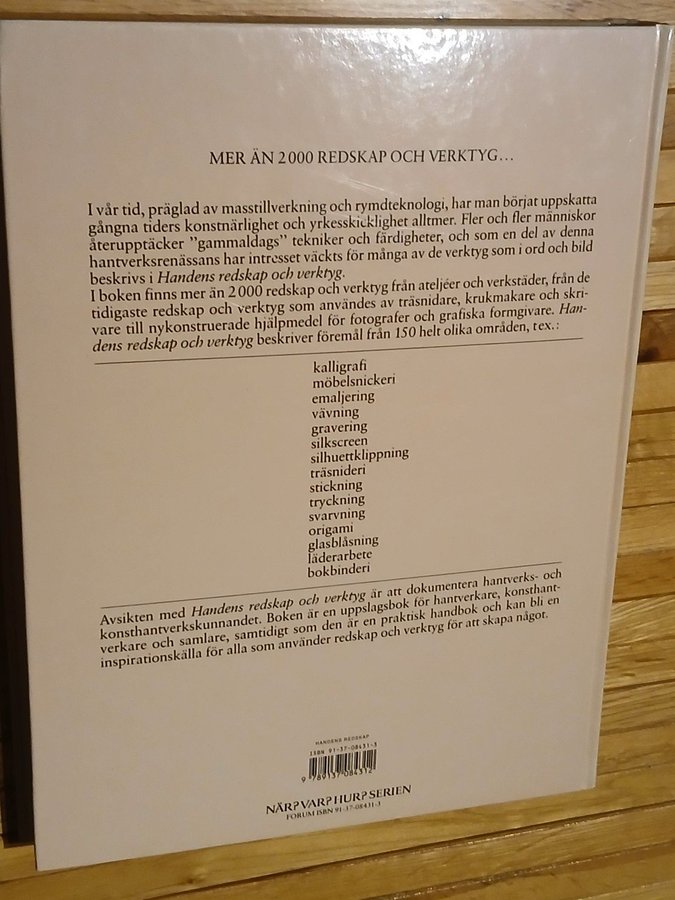 MER ÄN 2000 REDSKAP OCH VERKTYG...
I vår tid, präglad av masstillverkning och rymdteknologi, har man börjat uppskatta
gångna tiders konstnärlighet och yrkesskicklighet alltmer. Fler och fler människor
återupptäcker ”gammaldags” tekniker och färdigheter, och som en del av denna
hantverksrenässans har intresset väckts för många av de verktyg som i ord och bild
beskrivs i Handens redskap och verktyg.
I boken finns mer än 2000 redskap och verktyg från ateljéer och verkstäder, från de
tidigaste redskap och verktyg som användes av träsnidare, krukmakare och skri-
vare till nykonstruerade hjälpmedel för fotografer och grafiska formgivare. Han-
dens redskap och verktyg beskriver föremål från 150 helt olika områden, t ex.:
kalligrafi
möbelsnickeri
emaljering
vävning
gravering
silkscreen
silhuettklippning
träsnideri
stickning
tryckning
svarvning
origami
glasblåsning
läderarbete
bokbinderi
Avsikten med Handens redskap och verktyg är att dokumentera hantverks- och
konsthantverkskunnandet. Boken är en uppslagsbok för hantverkare, konsthant-
verkare och samlare, samtidigt som den är en praktisk handbok och kan bli en
inspirationskälla för alla som använder redskap och verktyg för att skapa något.
HANDENS REDSKAP
ISBN 91-37-08431-3
9 789137 084312
NÄR? VAR? HUR? SERIEN
FORUM ISBN 91-37-08431-3